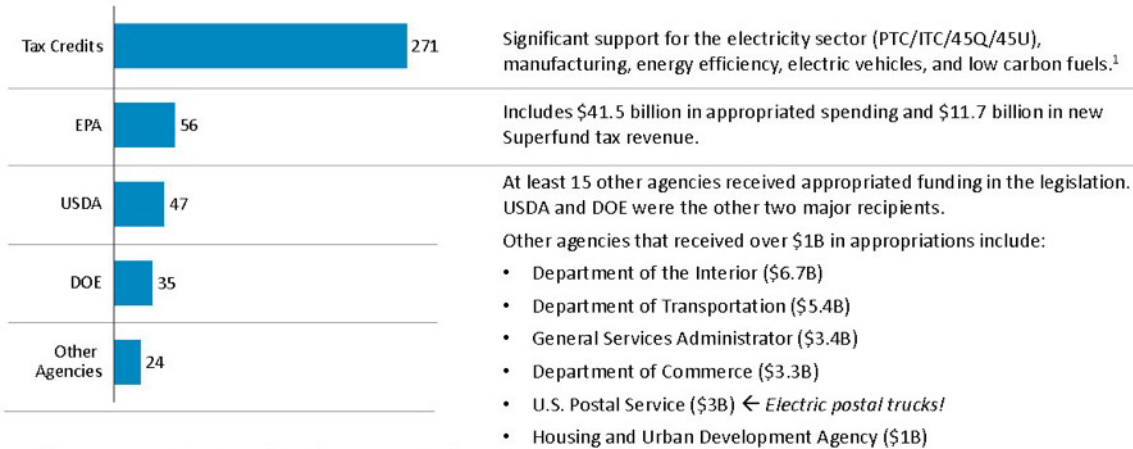 Tax Credits
271
Significant support for the electricity sector (PTC/ITC/45Q/45U),
manufacturing, energy efficiency, electric vehicles, and low carbon fuels.¹
EPA
56
Includes $41.5 billion in appropriated spending and $11.7 billion in new
Superfund tax revenue.
USDA
47
At least 15 other agencies received appropriated funding in the legislation.
USDA and DOE were the other two major recipients.
DOE
35
Other
Agencies
24
Other agencies that received over $1B in appropriations include:
• Department of the Interior ($6.7B)
• Department of Transportation ($5.4B)
• General Services Administrator ($3.4B)
• Department of Commerce ($3.3B)
• U.S. Postal Service ($3B) ← Electric postal trucks!
• Housing and Urban Development Agency ($1B)